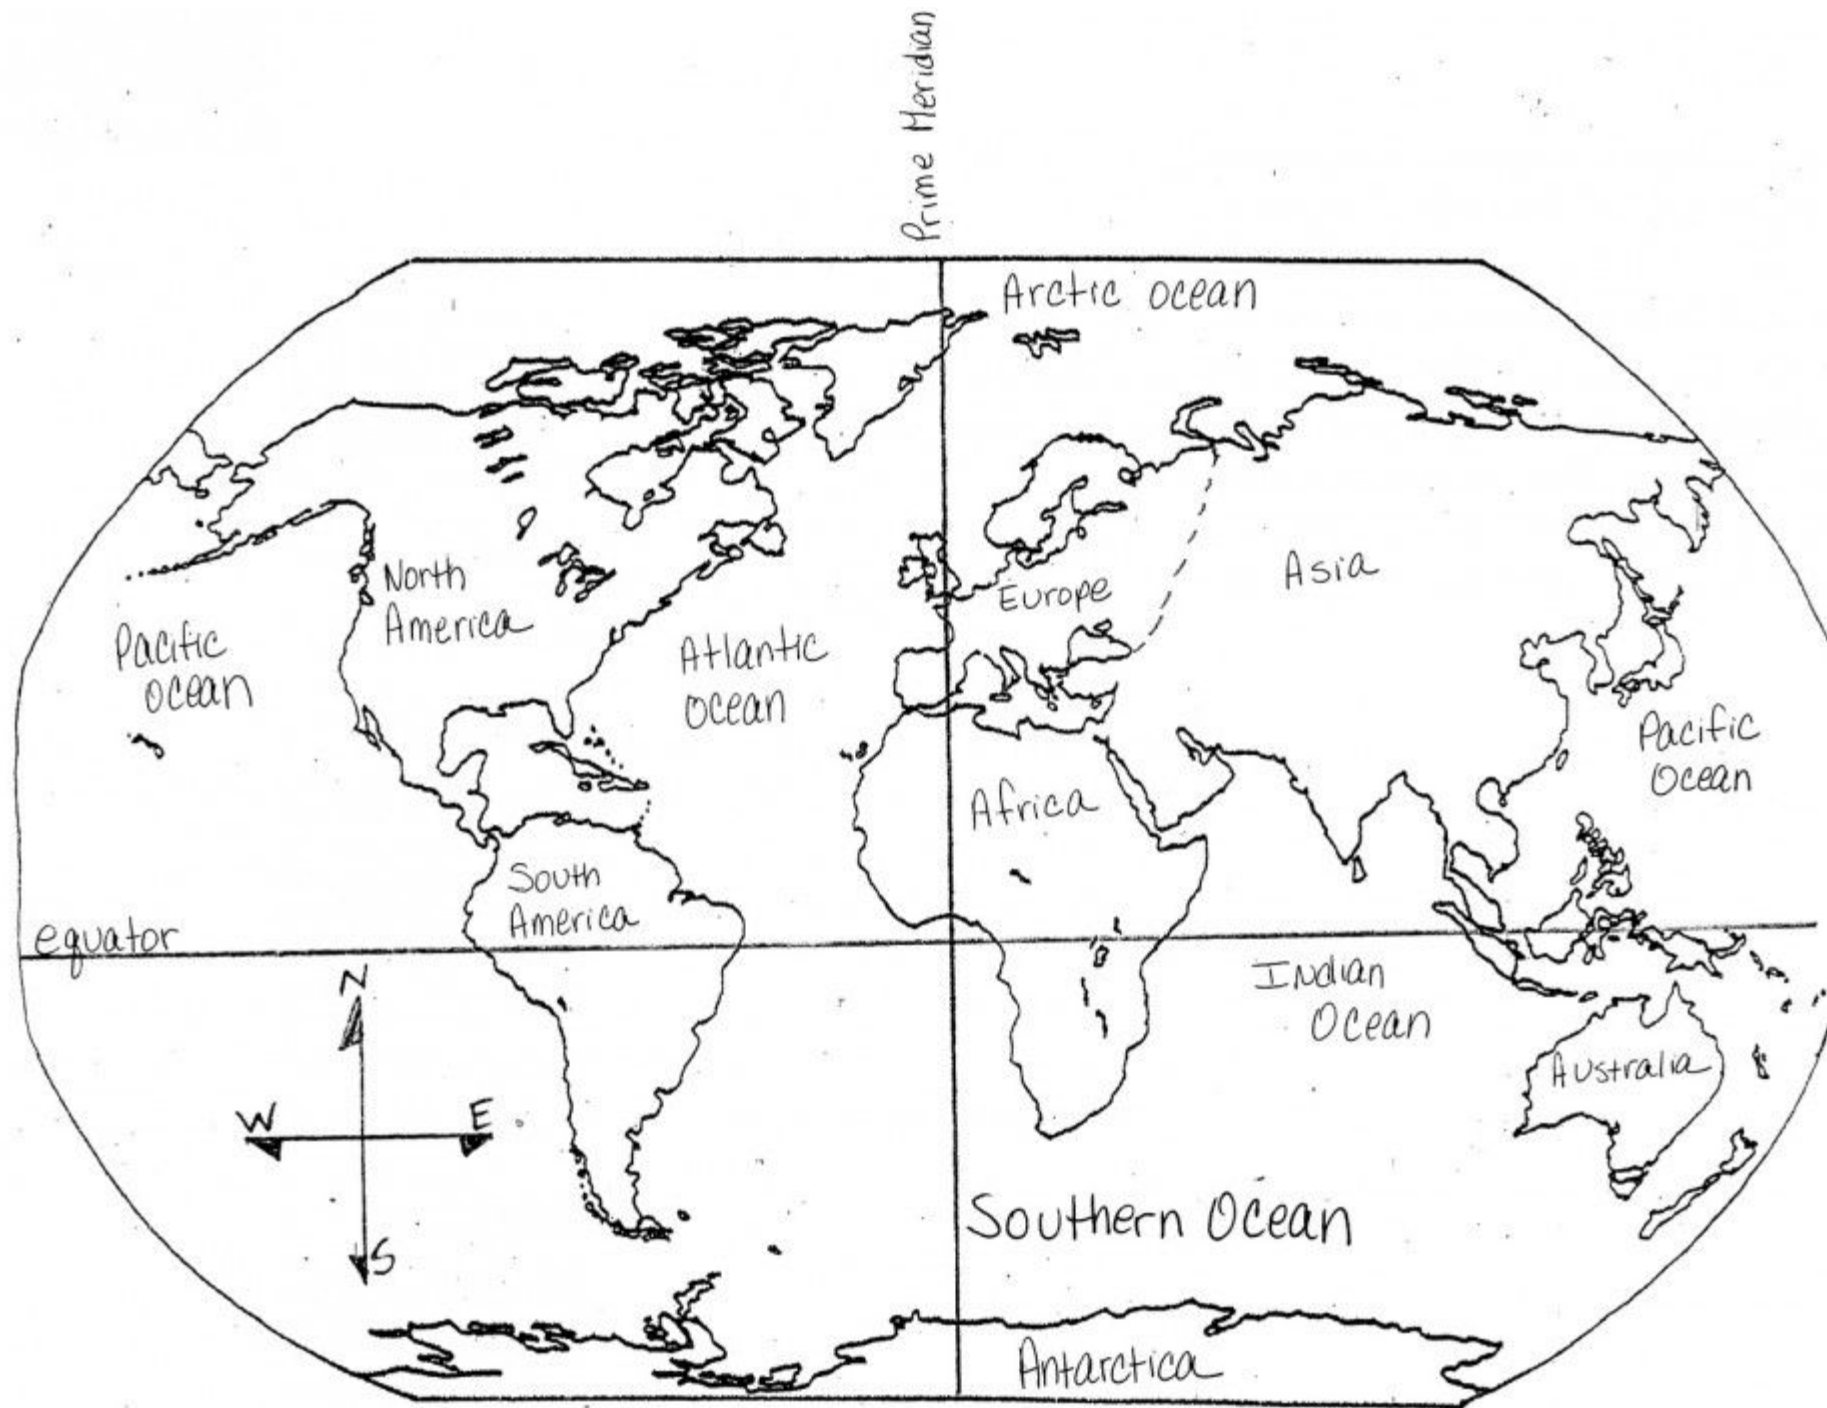 Prime Meridian
Arctic ocean
North
America
Europe
Asia
Pacific
ocean
Atlantic
ocean
Pacific
Ocean
Africa
South
America
equator
Indian
Ocean
N
W
E
S
Australia
Southern Ocean
Antarctica